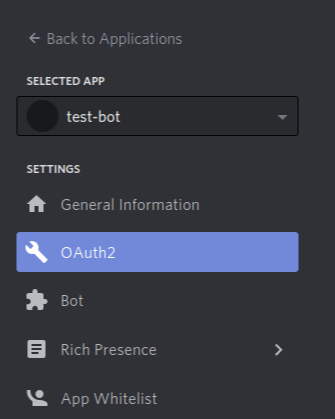 ← Back to Applications
SELECTED APP
test-bot
SETTINGS
General Information
OAuth2
Bot
Rich Presence
App Whitelist